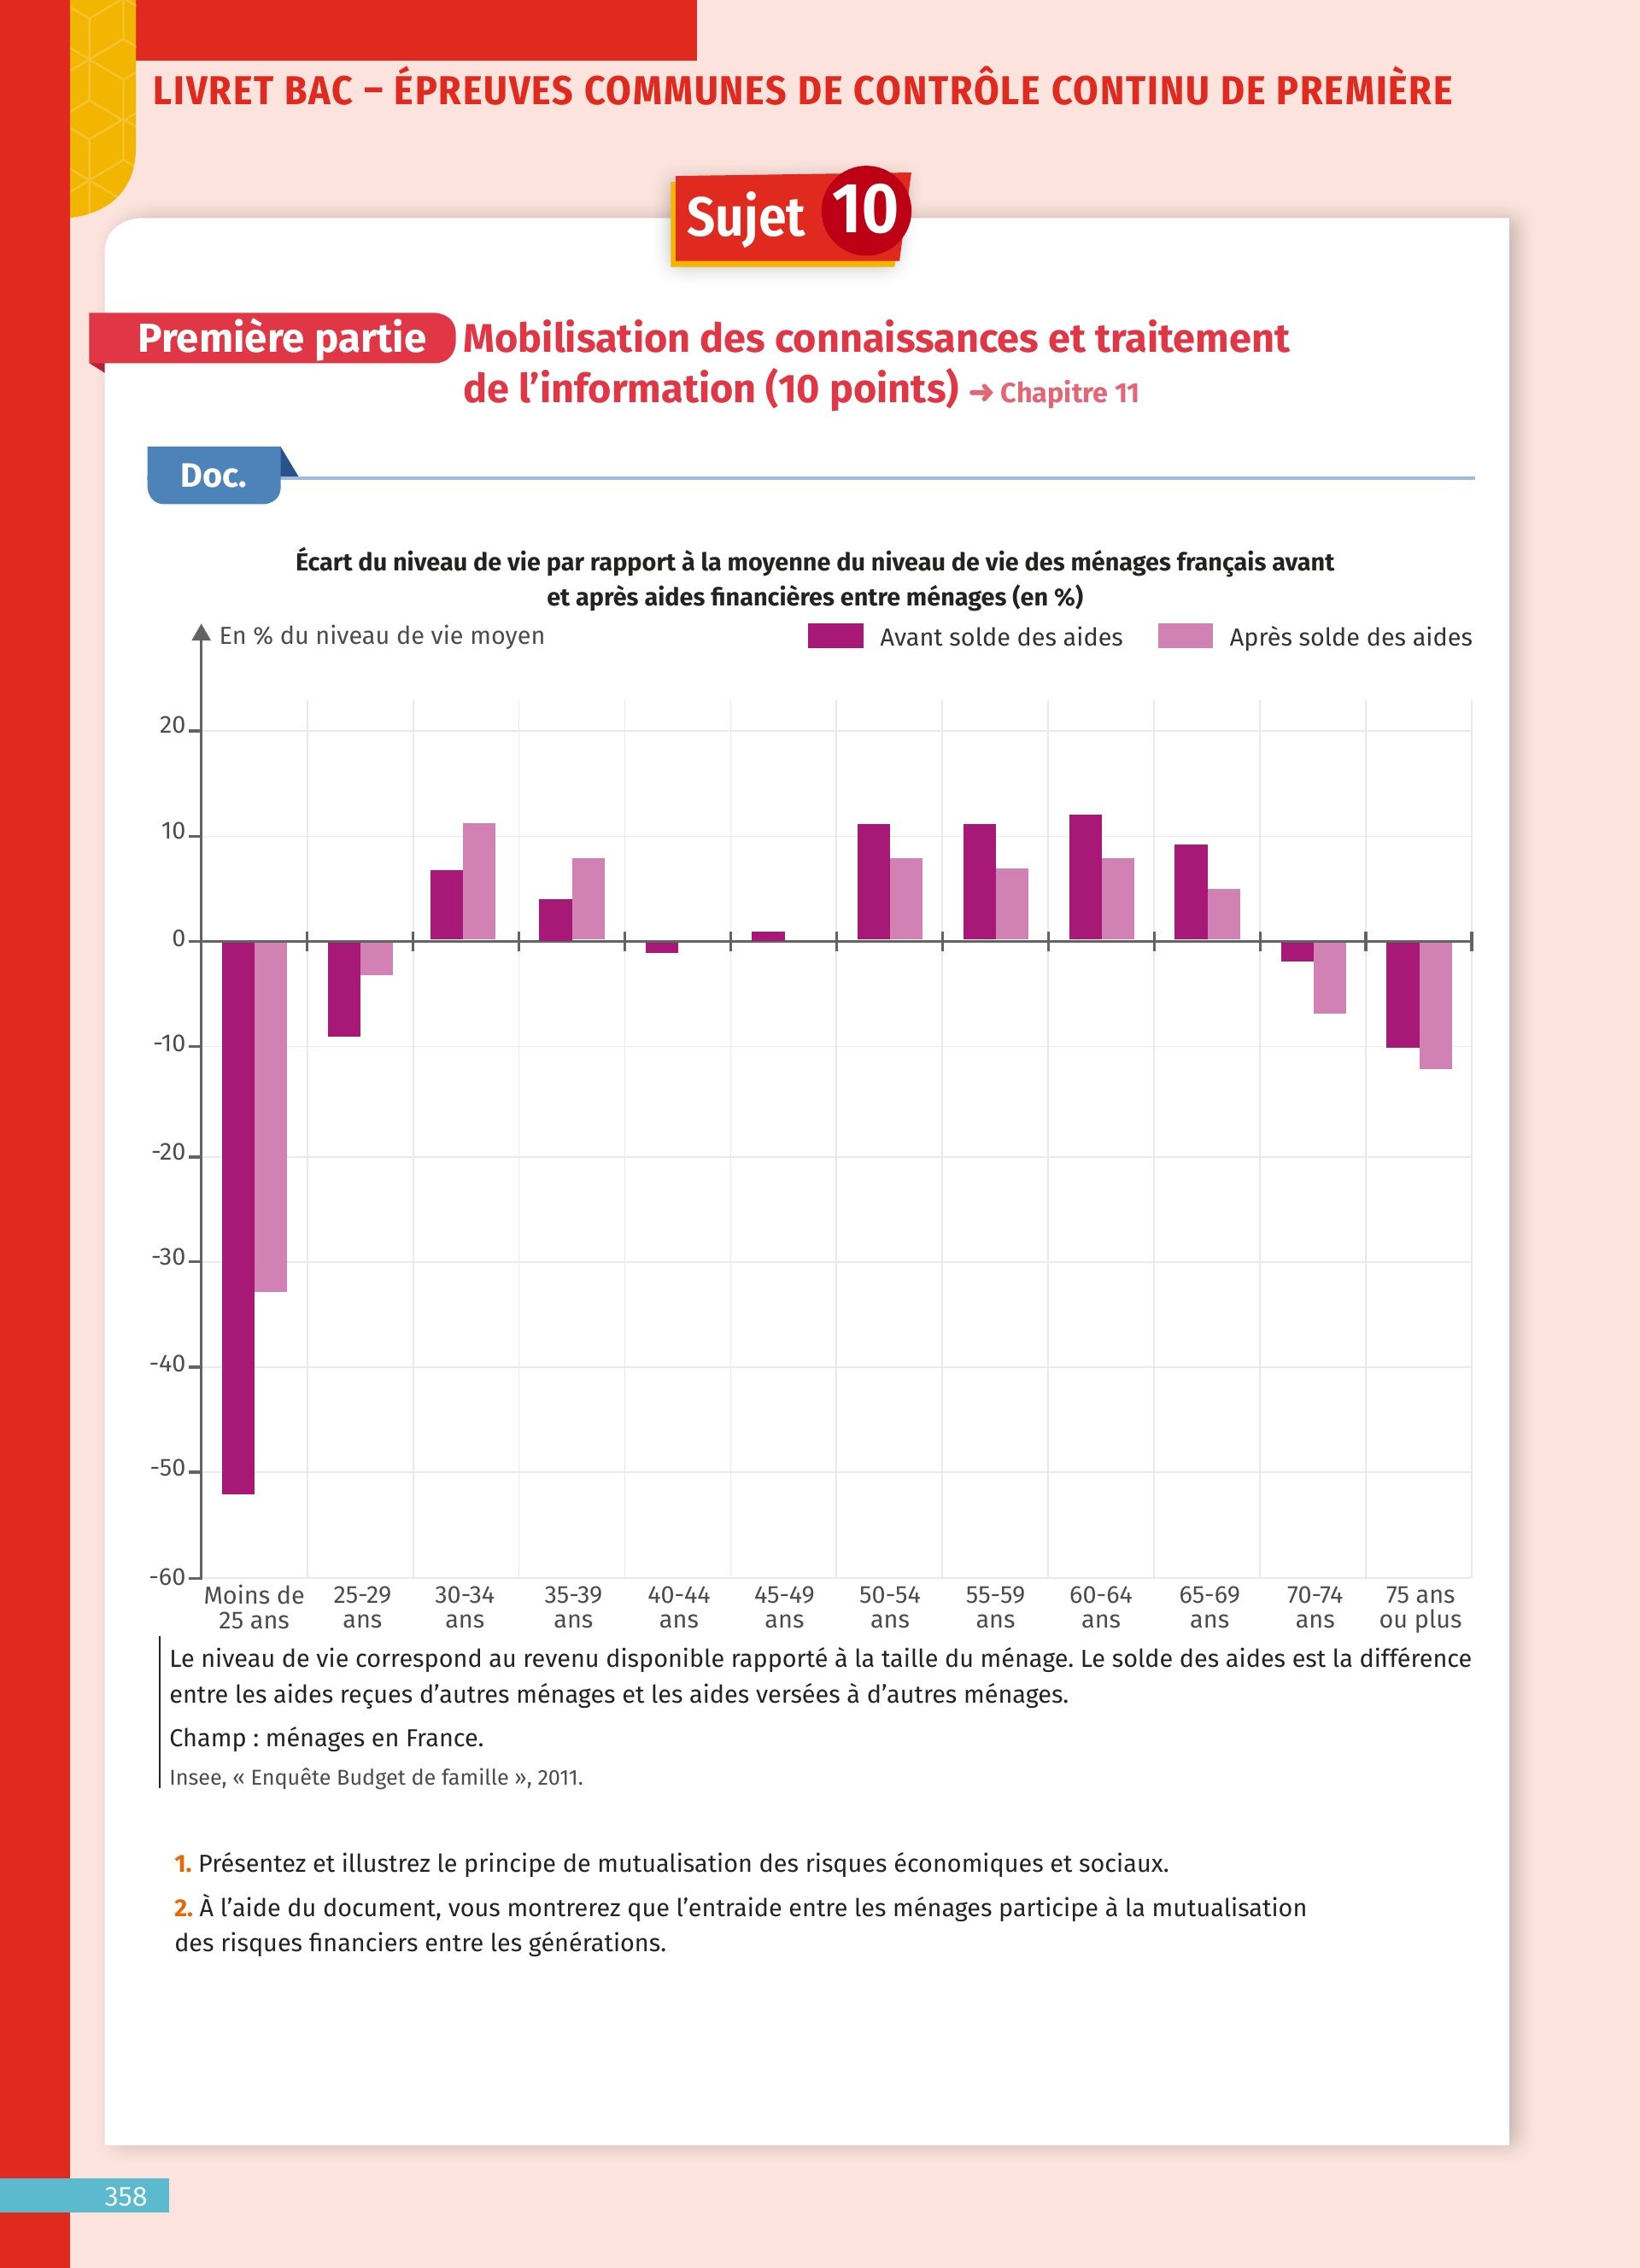 LIVRET BAC – ÉPREUVES COMMUNES DE CONTRÔLE CONTINU DE PREMIÈRE
Sujet 10
Première partie Mobilisation des connaissances et traitement
de l’information (10 points) ➜ Chapitre 11
Doc.
Écart du niveau de vie par rapport à la moyenne du niveau de vie des ménages français avant
et après aides financières entre ménages (en %)
En % du niveau de vie moyen
Avant solde des aides
Après solde des aides
20
10
0
-10
-20
-30
-40
-50
-60
Moins de 25-29 30-34 35-39 40-44 45-49 50-54 55-59 60-64 65-69 70-74 75 ans
25 ans ans ans ans ans ans ans ans ans ans ans ou plus
Le niveau de vie correspond au revenu disponible rapporté à la taille du ménage. Le solde des aides est la différence
entre les aides reçues d’autres ménages et les aides versées à d’autres ménages.
Champ : ménages en France.
Insee, « Enquête Budget de famille », 2011.
1. Présentez et illustrez le principe de mutualisation des risques économiques et sociaux.
2. À l’aide du document, vous montrerez que l’entraide entre les ménages participe à la mutualisation
des risques financiers entre les générations.
358